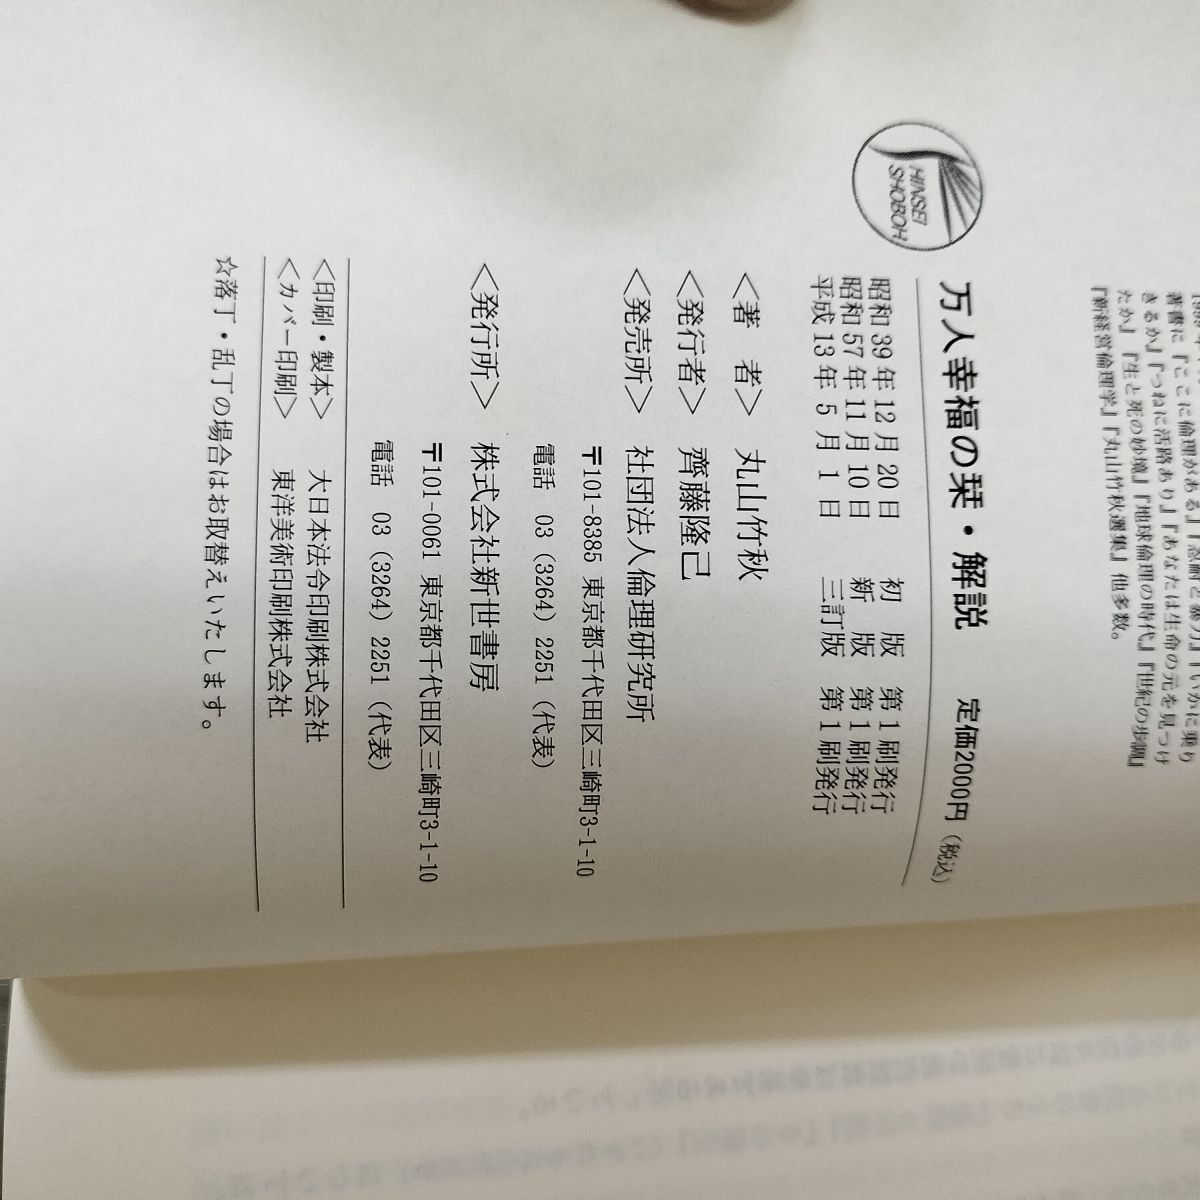 著書に『ここに倫理がある』
きるか』『つねに活路あり』『あなたは生命の元を見つけ
たか』『生と死の妙境』『地球倫理の時代』『世紀の歩調』
『新経営倫理学』『丸山竹秋選集』他多数。
HINSEI
SHOBOH
万人幸福の栞・解説 定価2000円（税込）
昭和39年12月20日 初版 第1刷発行
昭和57年11月10日 新版 第1刷発行
平成13年5月1日 三訂版 第1刷発行
〈著 者〉 丸山竹秋
〈発行者〉 齊藤隆己
〈発売所〉 社団法人倫理研究所
〒101-8385 東京都千代田区三崎町3-1-10
電話 03（3264）2251（代表）
〈発行所〉 株式会社新世書房
〒101-0061 東京都千代田区三崎町3-1-10
電話 03（3264）2251（代表）
〈印刷・製本〉 大日本法令印刷株式会社
〈カバー印刷〉 東洋美術印刷株式会社
☆落丁・乱丁の場合はお取替えいたします。